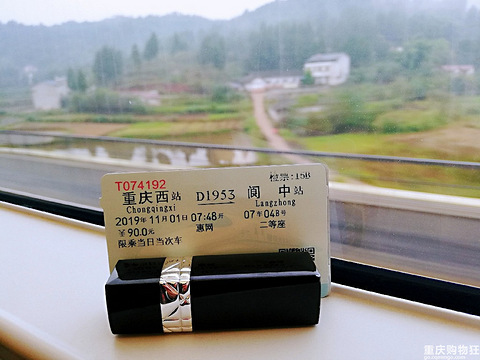 检票:15B
T074192
重庆西站 D1953 阆中站
Chongqingxi Langzhong
2019年11月01日07:48开 07车04B号
¥90.0元 惠网 二等座
限乘当日当次车
重庆购物狂